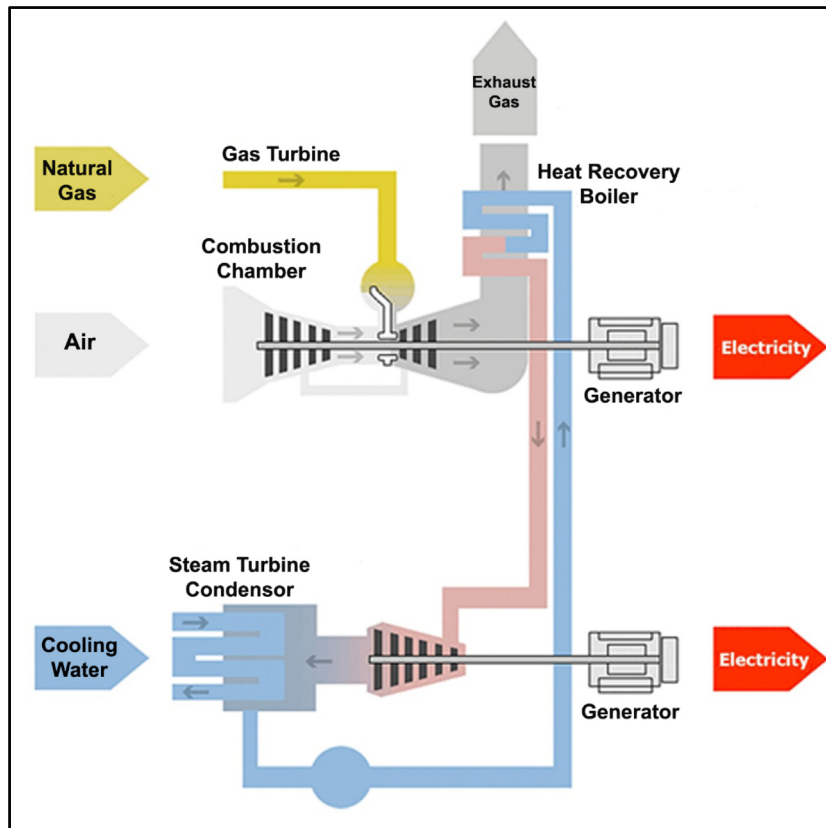 Exhaust
Gas
Natural
Gas
Gas Turbine
Heat Recovery
Boiler
Combustion
Chamber
Air
Electricity
Generator
Steam Turbine
Condensor
Cooling
Water
Electricity
Generator